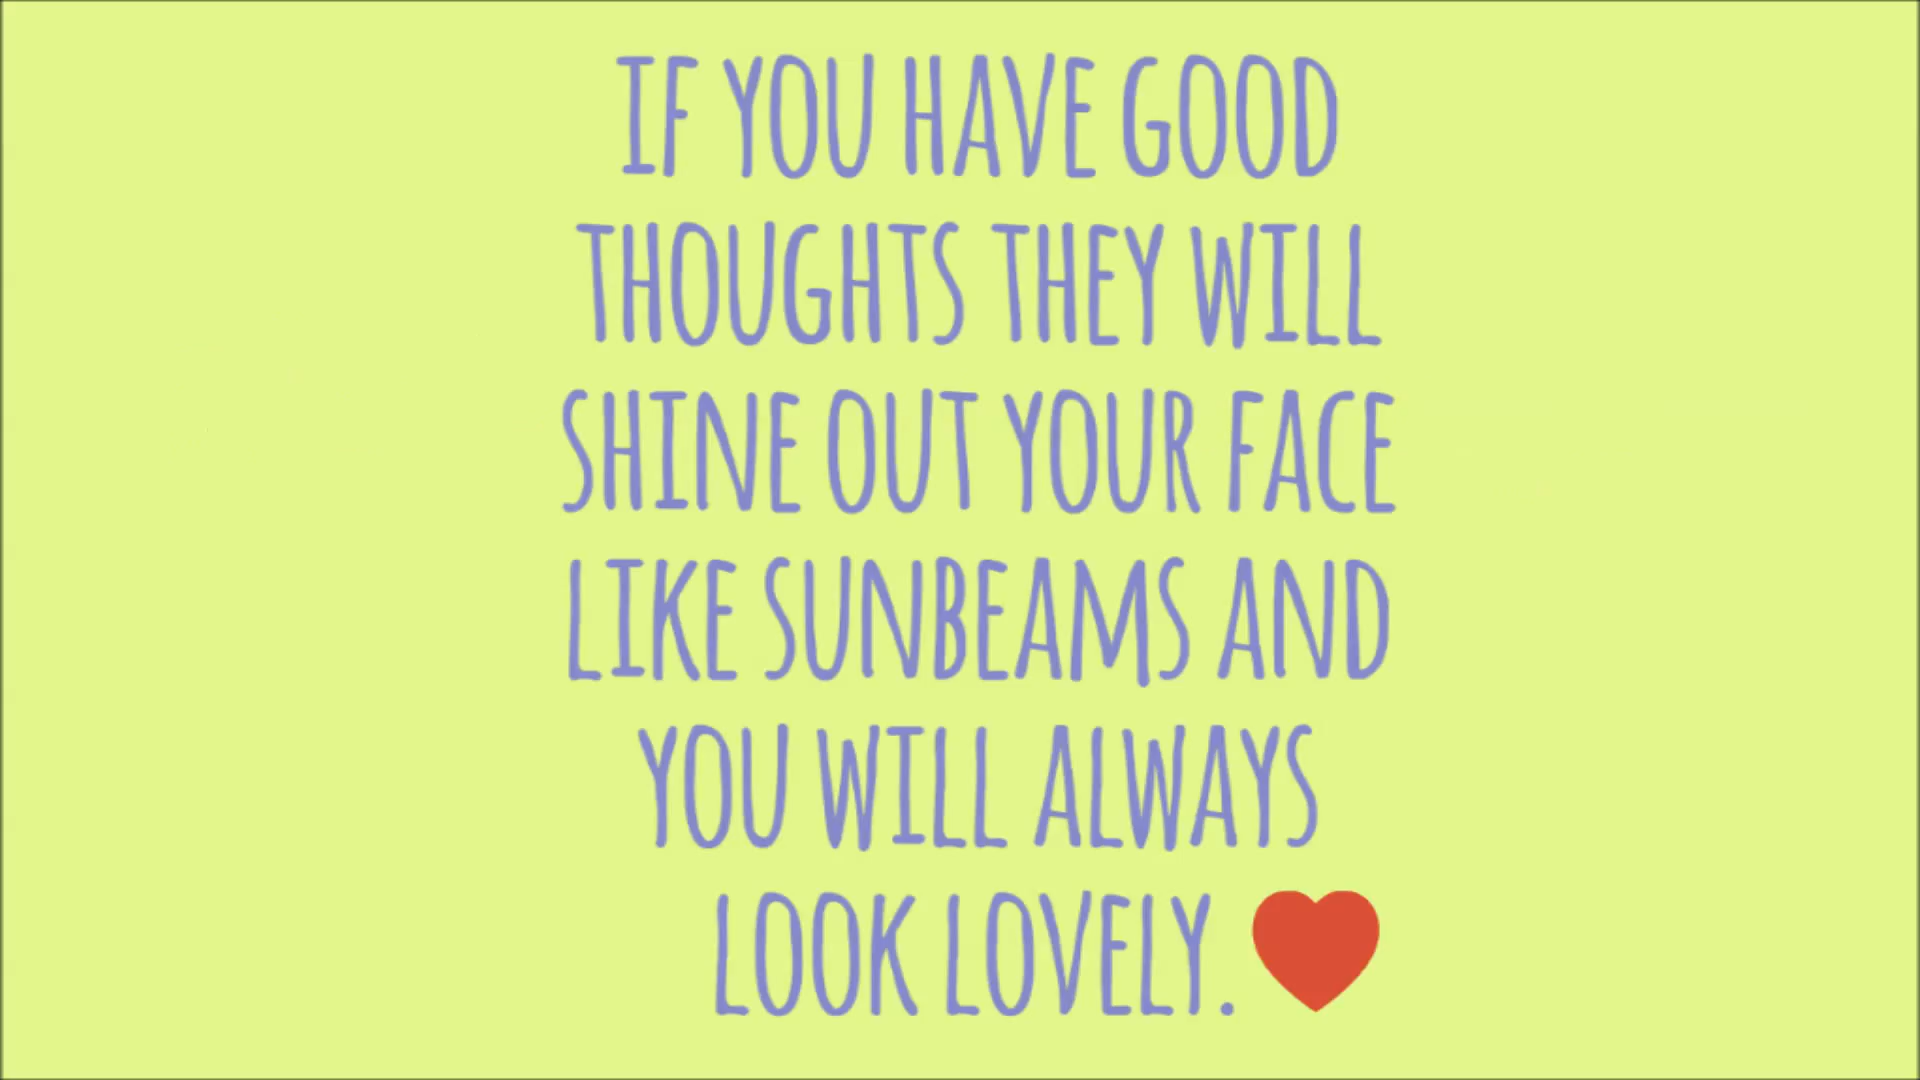 IF YOU HAVE GOOD
THOUGHTS THEY WILL
SHINE OUT YOUR FACE
LIKE SUNBEAMS AND
YOU WILL ALWAYS
LOOK LOVELY.